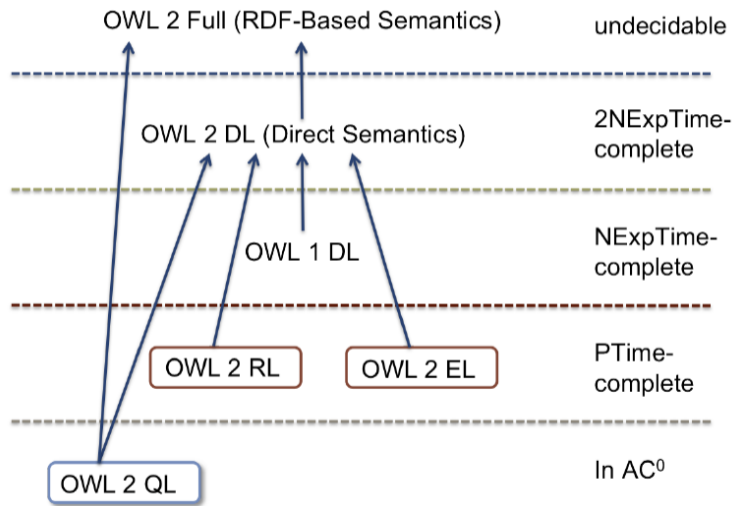 OWL 2 Full (RDF-Based Semantics)
undecidable
OWL 2 DL (Direct Semantics)
2NExpTime-
complete
OWL 1 DL
NExpTime-
complete
OWL 2 RL
OWL 2 EL
PTime-
complete
OWL 2 QL
In AC⁰